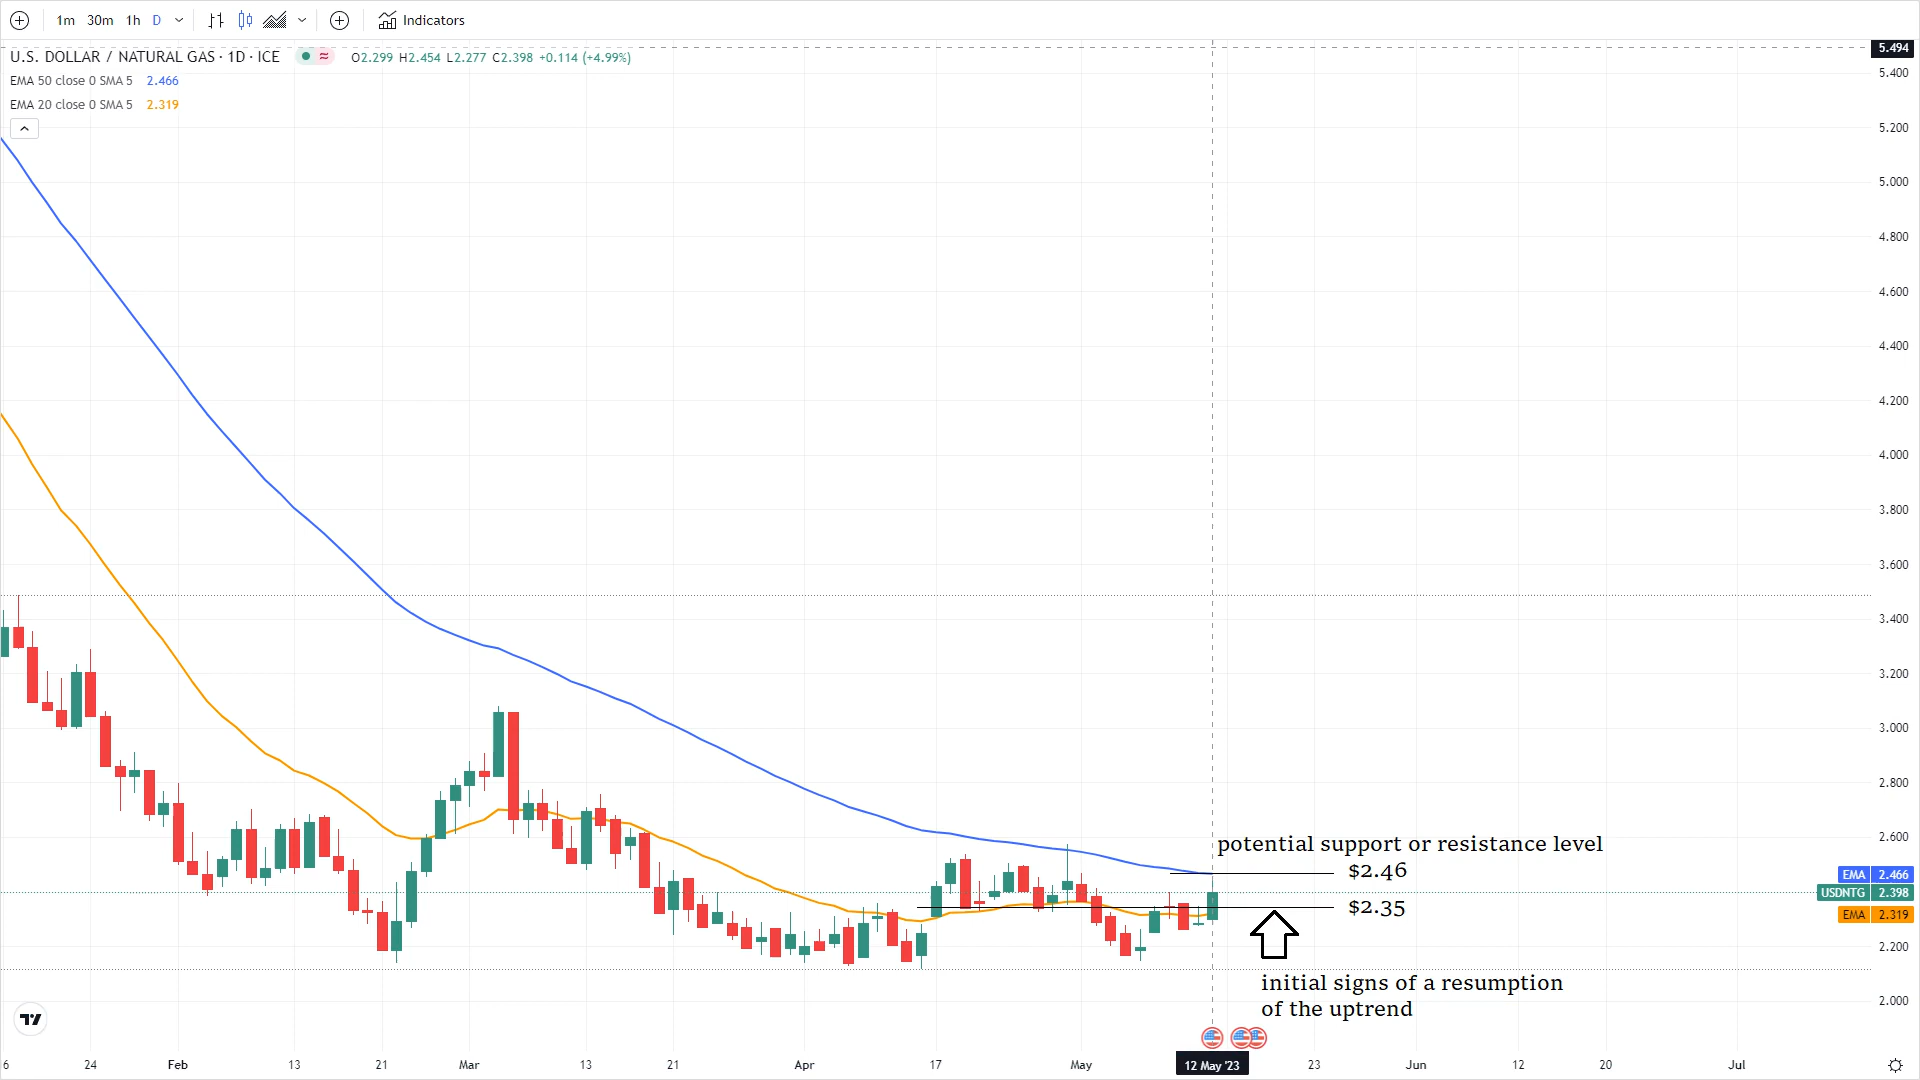 1m 30m 1h D Indicators
U.S. DOLLAR / NATURAL GAS · 1D · ICE O2.299 H2.454 L2.277 C2.398 +0.114 (+4.99%)
EMA 50 close 0 SMA 5 2.466
EMA 20 close 0 SMA 5 2.319
5.494
5.400
5.200
5.000
4.800
4.600
4.400
4.200
4.000
3.800
3.600
3.400
3.200
3.000
2.800
2.600
potential support or resistance level
$2.46
EMA 2.466
USDNTG 2.398
$2.35
EMA 2.319
2.200
initial signs of a resumption
of the uptrend
2.000
6 24 Feb 13 21 Mar 13 21 Apr 17 May 12 May '23 23 Jun 12 20 Jul